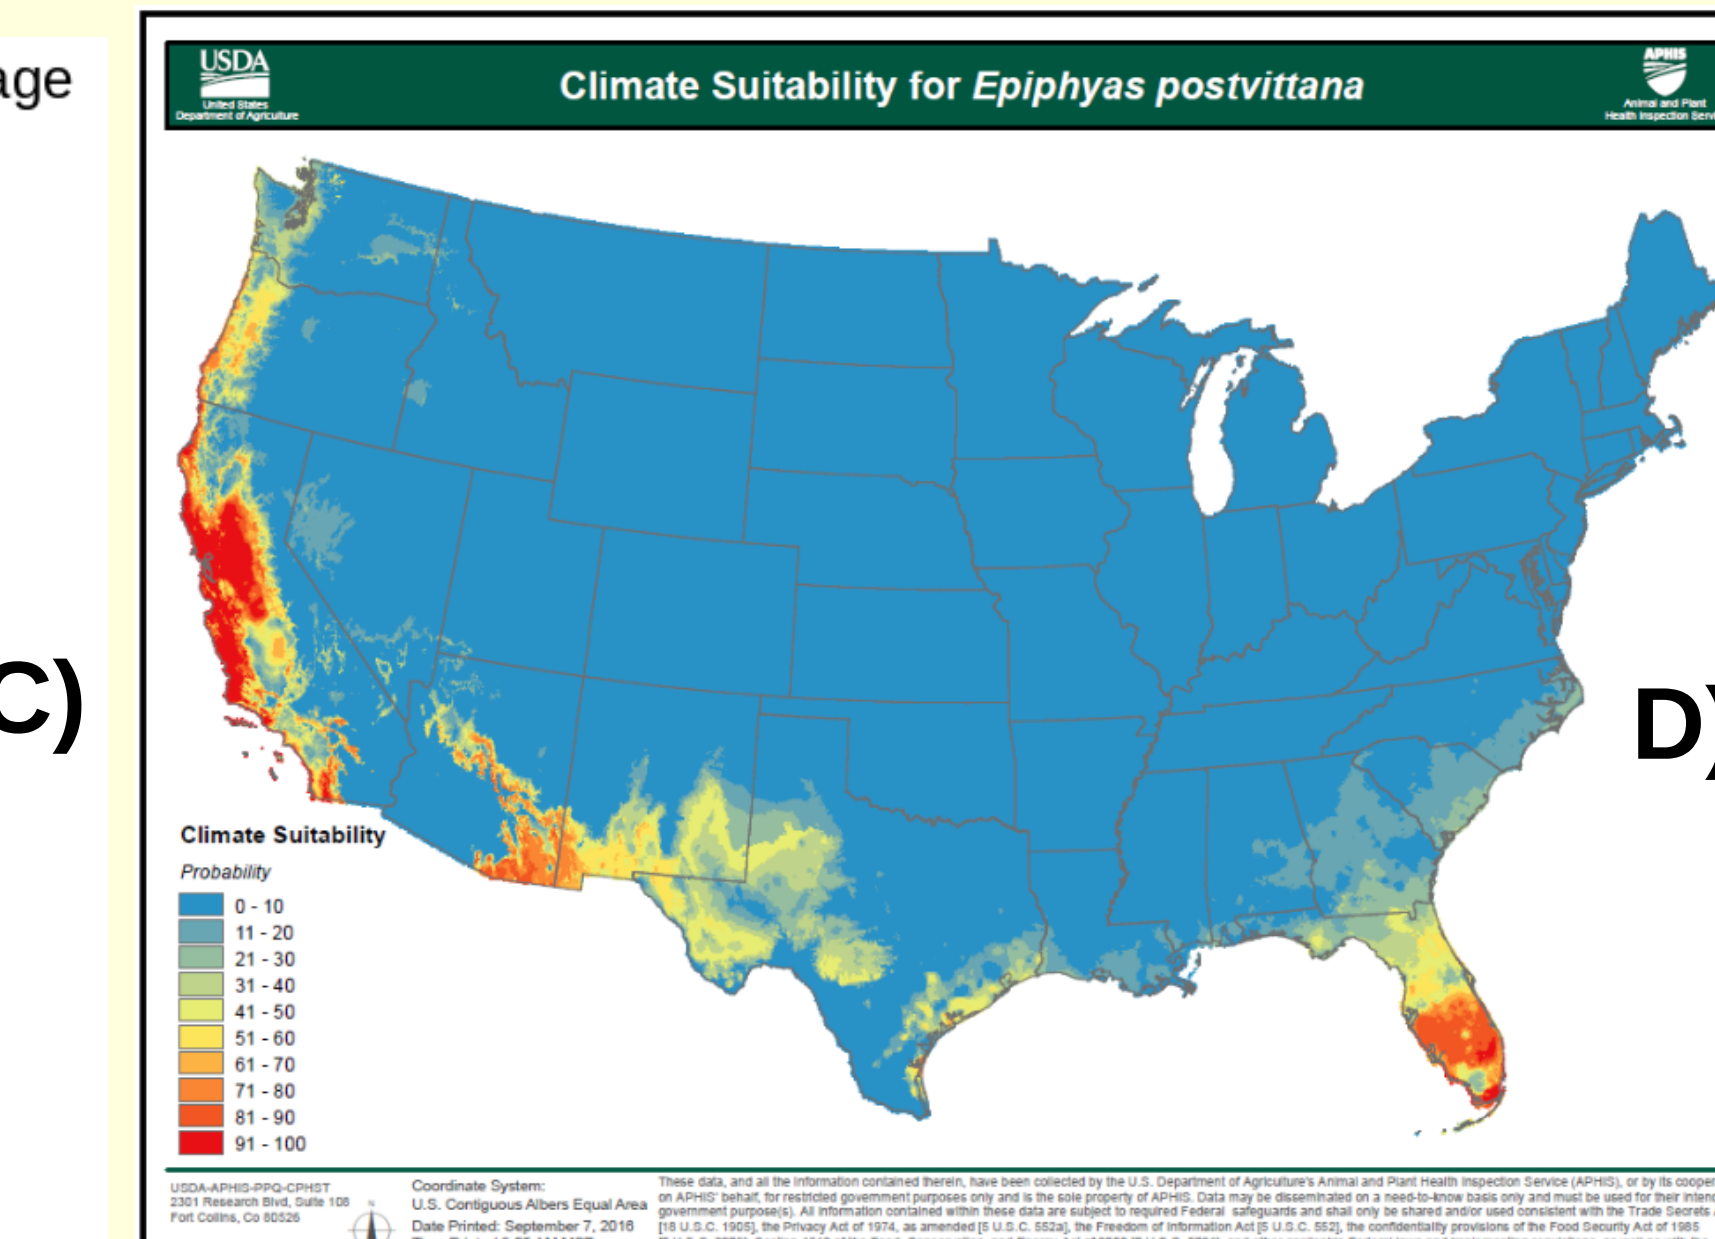 age
C)
D)
USDA
United States
Department of Agriculture
Climate Suitability for Epiphyas postvittana
APHIS
Animal and Plant
Health Inspection Servi
Climate Suitability
Probability
0 - 10
11 - 20
21 - 30
31 - 40
41 - 50
51 - 60
61 - 70
71 - 80
81 - 90
91 - 100
USDA-APHIS-PPQ-CPHST
2301 Research Blvd, Suite 108
Fort Collins, Co 80526
N
Coordinate System:
U.S. Contiguous Albers Equal Area
Date Printed: September 7, 2016
These data, and all the information contained therein, have been collected by the U.S. Department of Agriculture's Animal and Plant Health Inspection Service (APHIS), or by its cooper
on APHIS' behalf, for restricted government purposes only and is the sole property of APHIS. Data may be disseminated on a need-to-know basis only and must be used for their inten
government purpose(s). All information contained within these data are subject to required Federal safeguards and shall only be shared and/or used consistent with the Trade Secrets
[18 U.S.C. 1905], the Privacy Act of 1974, as amended [5 U.S.C. 552a], the Freedom of Information Act [5 U.S.C. 552], the confidentiality provisions of the Food Security Act of 1985